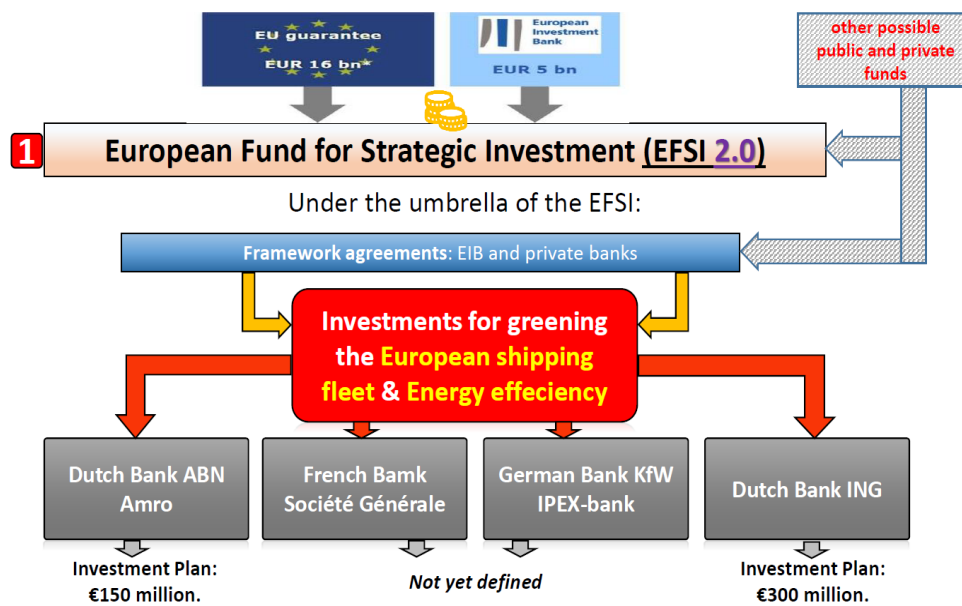 EU guarantee
EUR 16 bn*
European
Investment
Bank
EUR 5 bn
other possible
public and private
funds
1
European Fund for Strategic Investment (EFSI 2.0)
Under the umbrella of the EFSI:
Framework agreements: EIB and private banks
Investments for greening
the European shipping
fleet & Energy effeciency
Dutch Bank ABN
Amro
French Bamk
Société Générale
German Bank KfW
IPEX-bank
Dutch Bank ING
Investment Plan:
€150 million.
Not yet defined
Investment Plan:
€300 million.